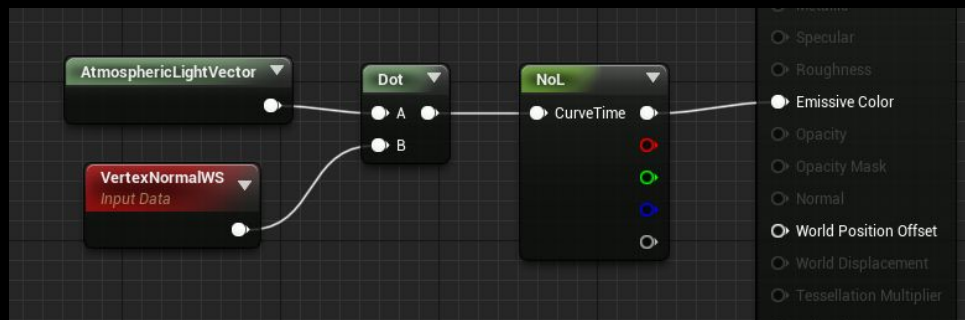 AtmosphericLightVector
Dot
A
B
VertexNormalWS
Input Data
NoL
CurveTime
Metallic
Specular
Roughness
Emissive Color
Opacity
Opacity Mask
Normal
World Position Offset
World Displacement
Tessellation Multiplier